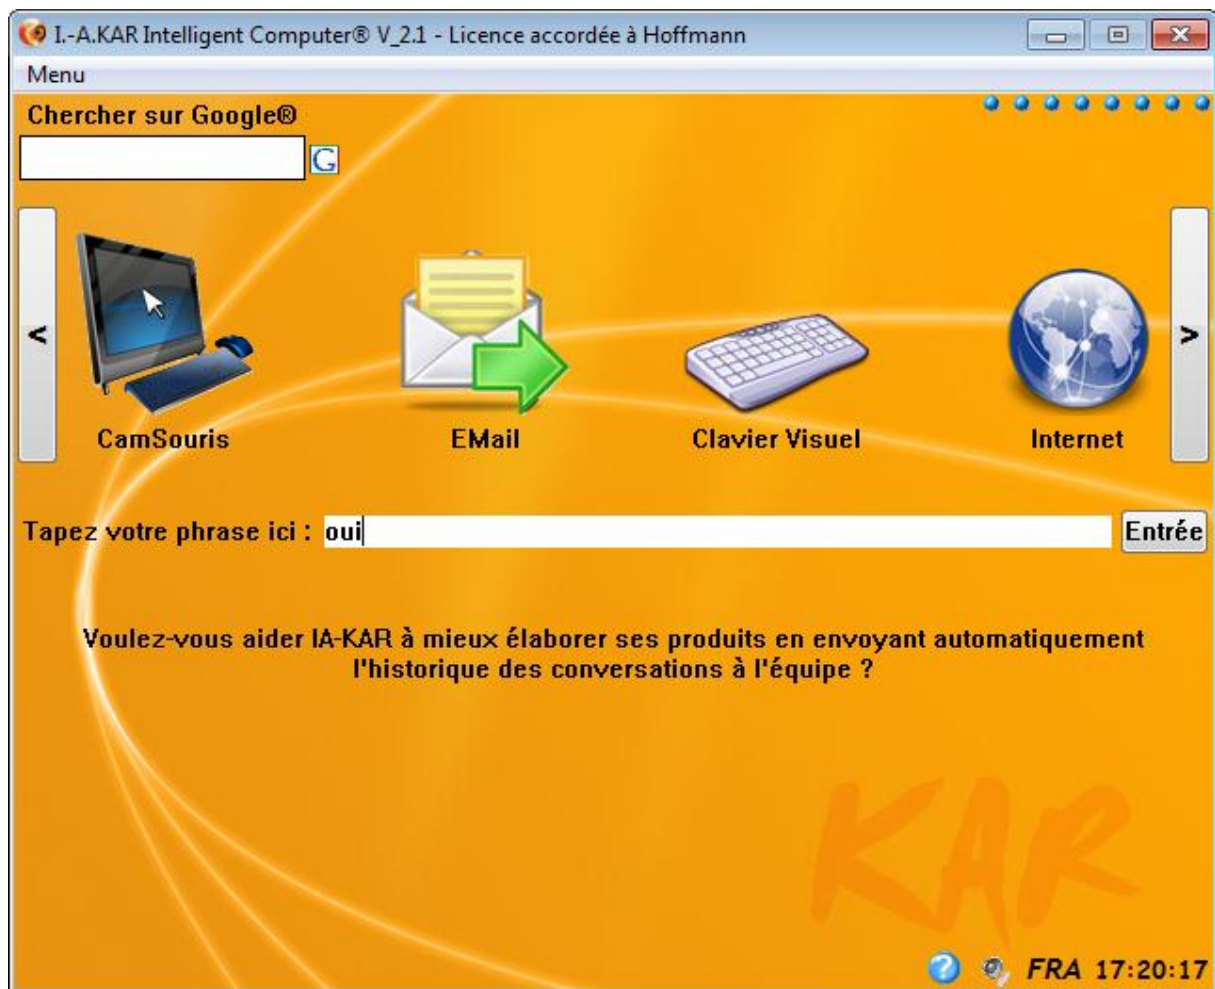 I.-A.KAR Intelligent Computer® V_2.1 - Licence accordée à Hoffmann
Menu
Chercher sur Google®
G
<
>
CamSouris
EMail
Clavier Visuel
Internet
Tapez votre phrase ici : oui
Entrée
Voulez-vous aider IA-KAR à mieux élaborer ses produits en envoyant automatiquement
l'historique des conversations à l'équipe ?
KAR
? FRA 17:20:17